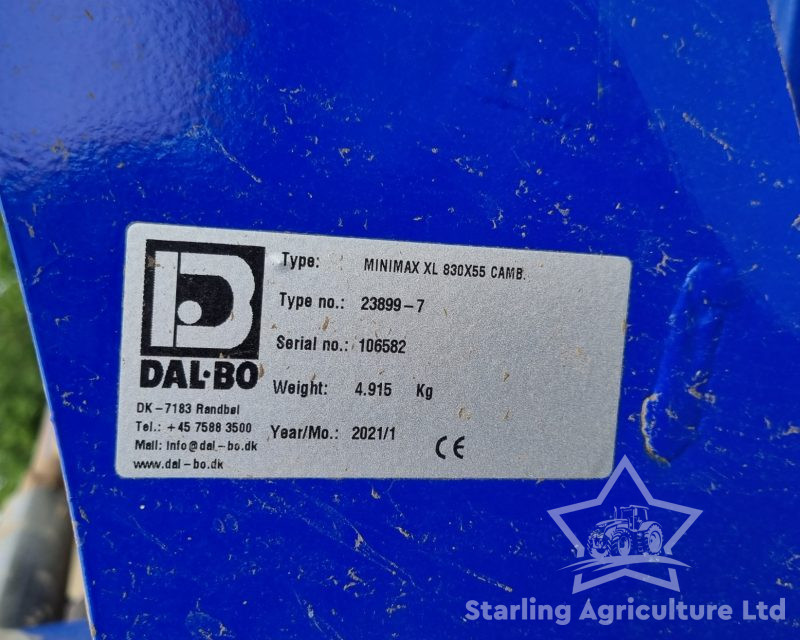 D
DAL·BO
DK-7183 Randbøl
Tel.: +45 7588 3500
Mail: info@dal-bo.dk
www.dal-bo.dk
Type: MINIMAX XL 830X55 CAMB.
Type no.: 23899-7
Serial no.: 106582
Weight: 4.915 Kg
Year/Mo.: 2021/1
CE
Starling Agriculture Ltd